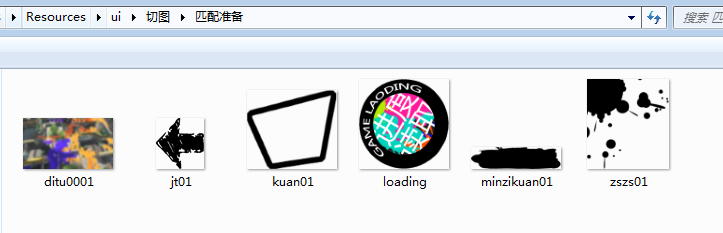 Resources ▸ ui ▸ 切图 ▸ 匹配准备
搜索 匹
GAME LAODING
ditu0001
jt01
kuan01
loading
minzikuan01
zszs01